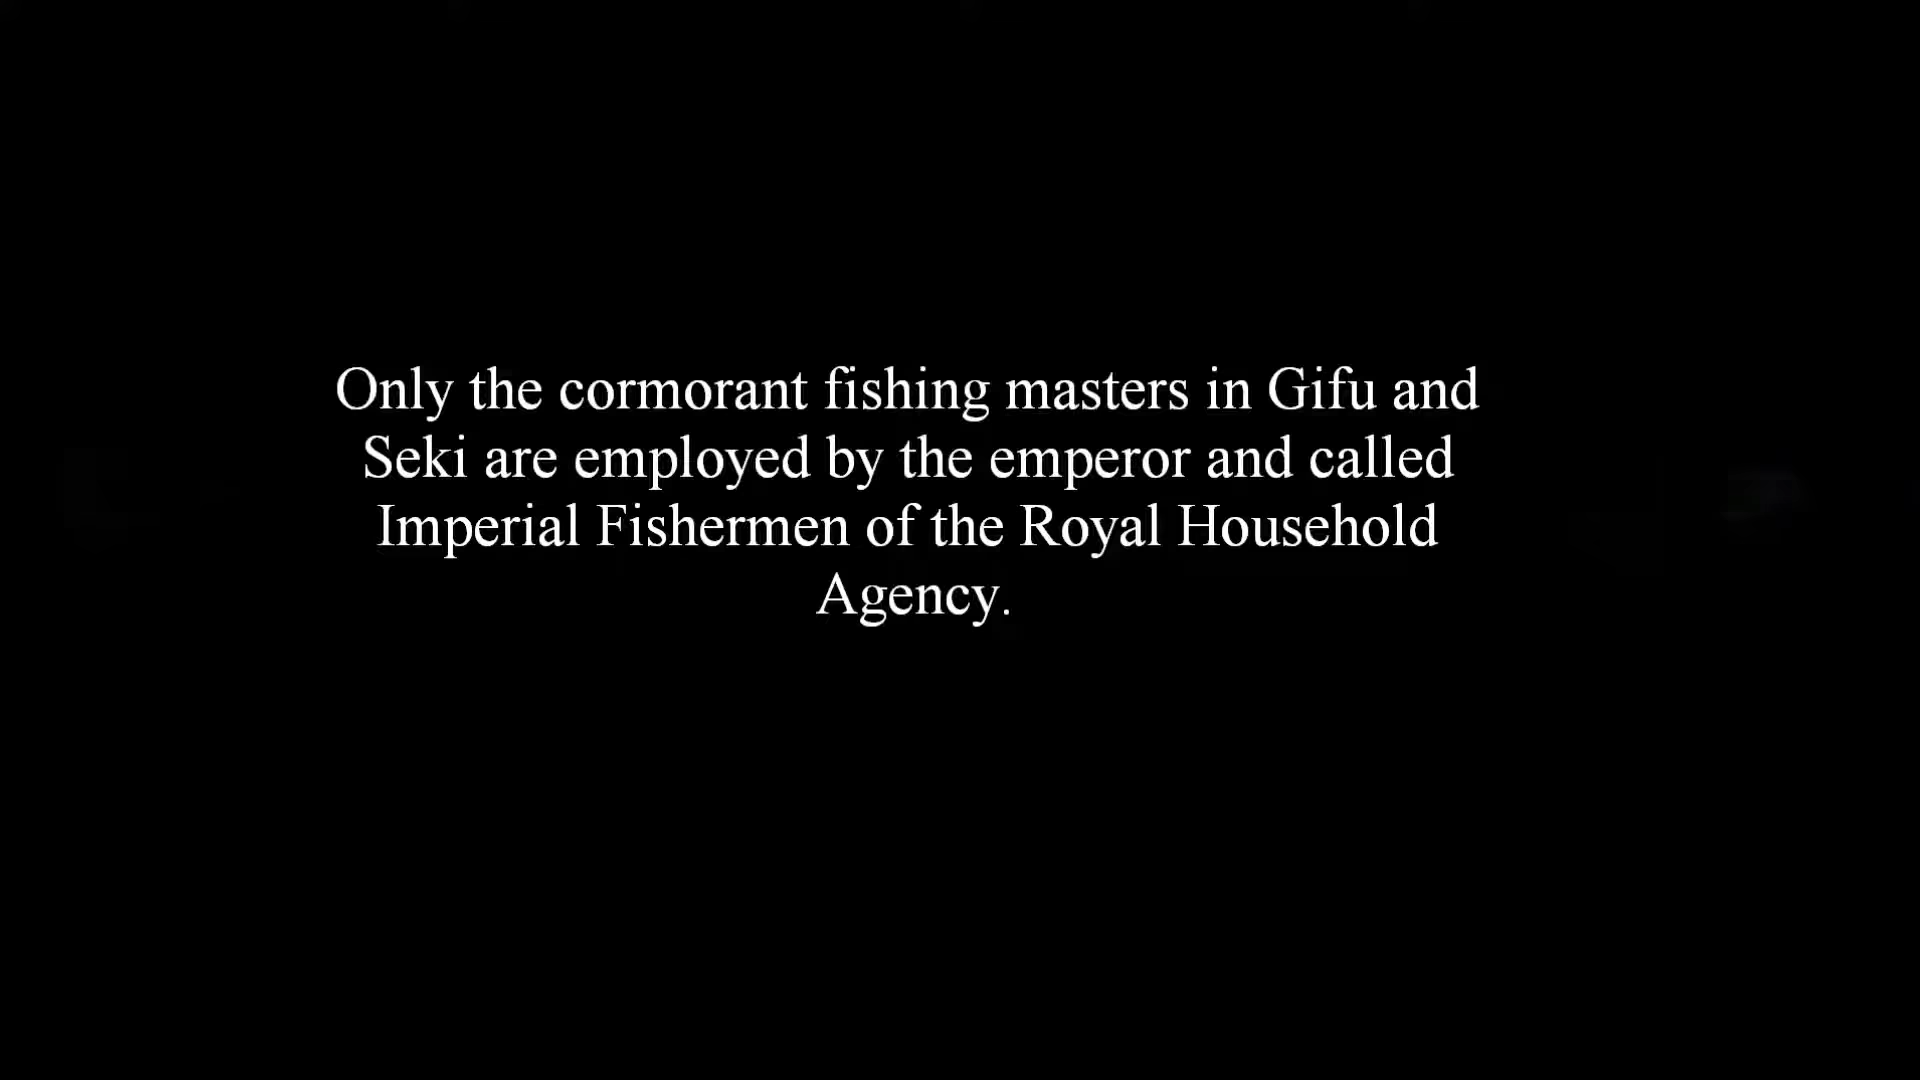 Only the cormorant fishing masters in Gifu and
Seki are employed by the emperor and called
Imperial Fishermen of the Royal Household
Agency.